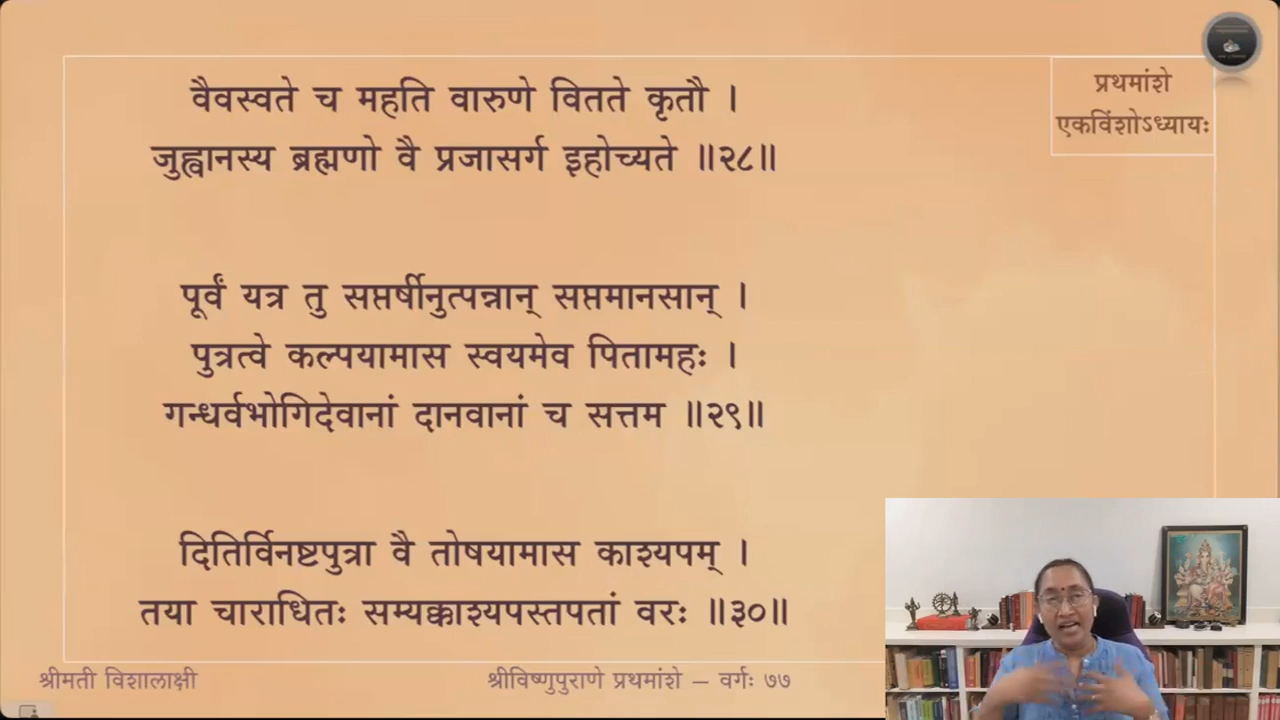 वैवस्वते च महति वारुणे वितते कृतौ ।
जुह्वानस्य ब्रह्मणो वै प्रजासर्ग इहोच्यते ॥२८॥
प्रथमांशे
एकविंशोऽध्यायः
पूर्वं यत्र तु सप्तर्षीनुत्पन्नान् सप्तमानसान् ।
पुत्रत्वे कल्पयामास स्वयमेव पितामहः ।
गन्धर्वभोगिदेवानां दानवानां च सत्तम ॥२९॥
दितिर्विनष्टपुत्रा वै तोषयामास काश्यपम् ।
तया चाराधितः सम्यक्काश्यपस्तपतां वरः ॥३०॥
श्रीमती विशालाक्षी
श्रीविष्णुपुराणे प्रथमांशे – वर्गः ७७